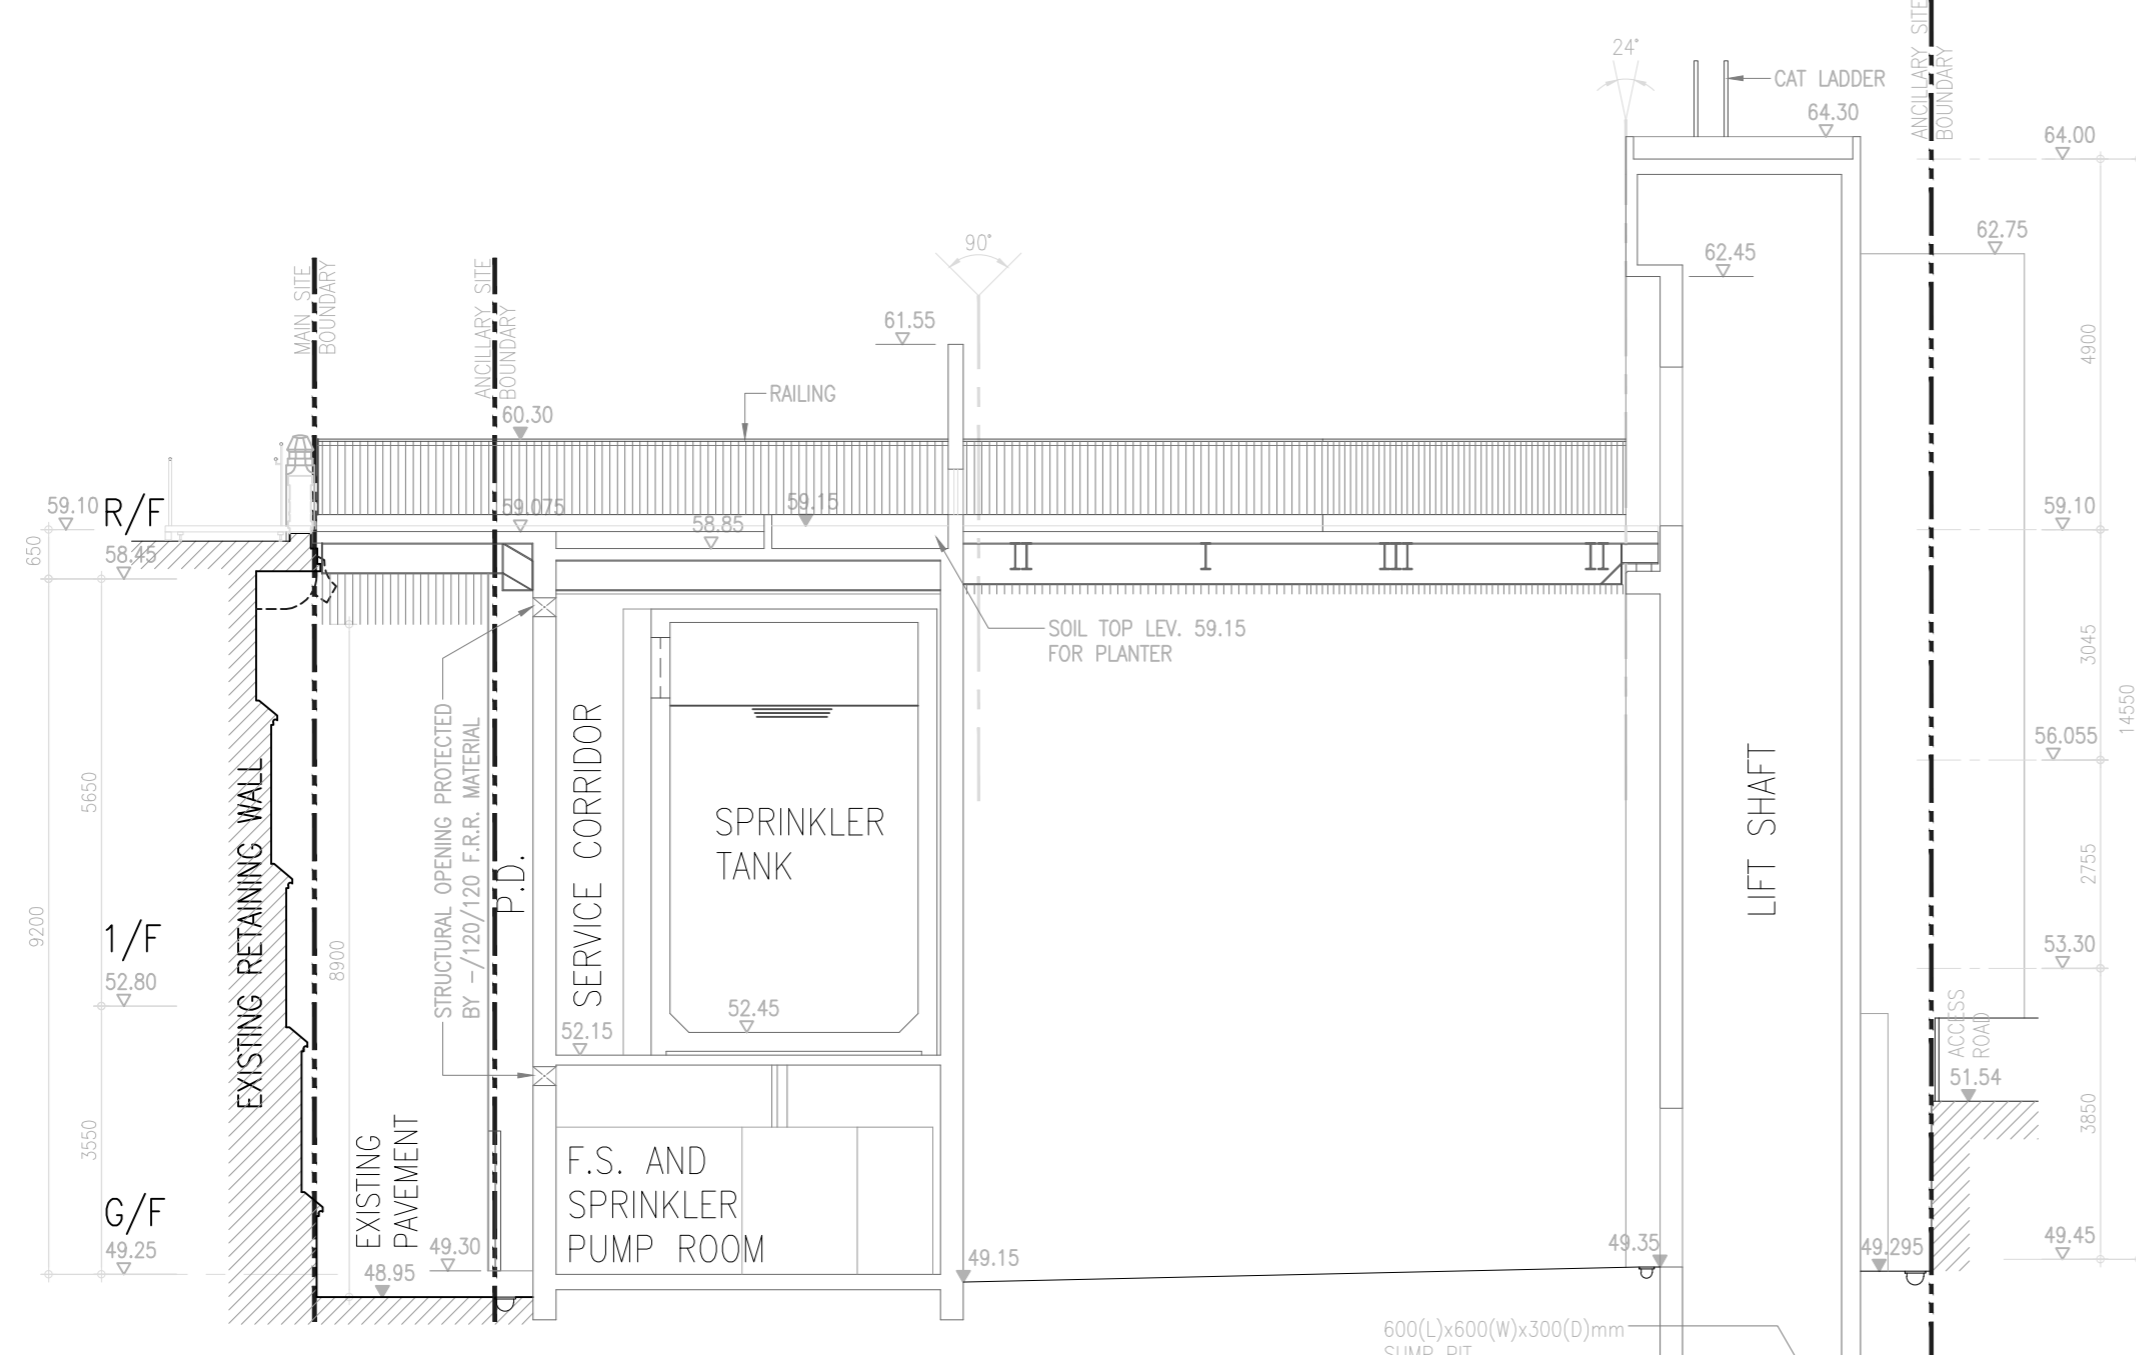 24°
CAT LADDER
64.30
ANCILLARY SITE
BOUNDARY
64.00
90°
62.45
62.75
MAIN SITE
BOUNDARY
ANCILLARY SITE
BOUNDARY
61.55
4900
RAILING
60.30
59.10
R/F
59.075
58.85
59.15
59.10
650
58.45
SOIL TOP LEV. 59.15
FOR PLANTER
3045
14550
56.055
5650
9200
EXISTING RETAINING WALL
8900
STRUCTURAL OPENING PROTECTED
BY -/120/120 F.R.R. MATERIAL
P.D.
SERVICE CORRIDOR
SPRINKLER
TANK
LIFT SHAFT
2755
1/F
52.80
53.30
52.45
52.15
ACCESS
ROAD
51.54
3550
EXISTING
PAVEMENT
F.S. AND
SPRINKLER
PUMP ROOM
3850
G/F
49.25
49.30
48.95
49.15
49.35
49.295
49.45
600(L)x600(W)x300(D)mm
SUMP PIT